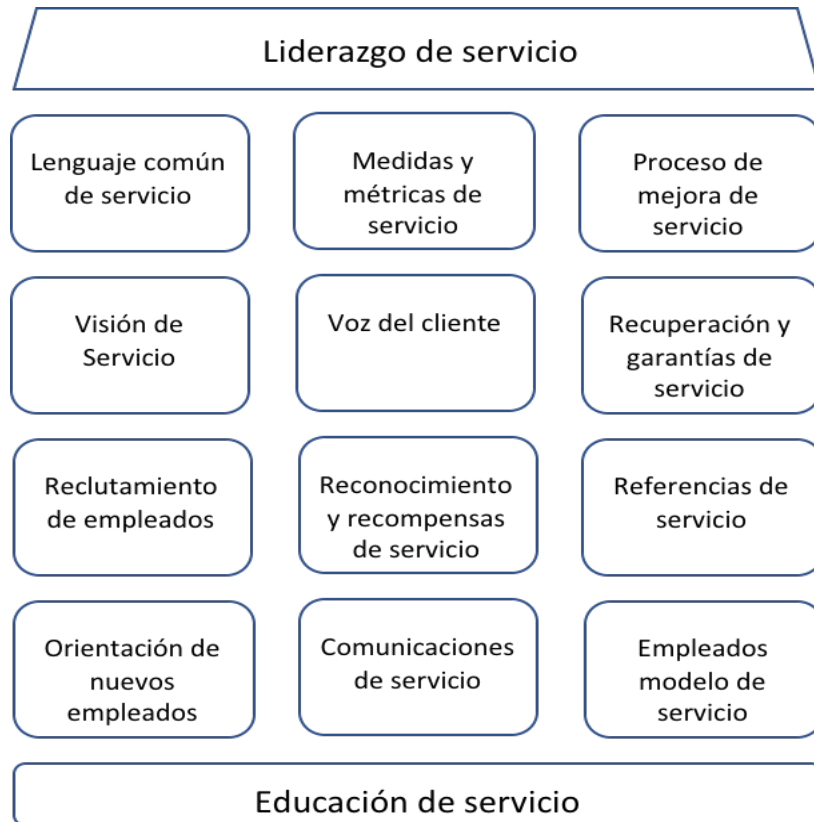 Liderazgo de servicio
Lenguaje común
de servicio
Medidas y
métricas de
servicio
Proceso de
mejora de
servicio
Visión de
Servicio
Voz del cliente
Recuperación y
garantías de
servicio
Reclutamiento
de empleados
Reconocimiento
y recompensas
de servicio
Referencias de
servicio
Orientación de
nuevos
empleados
Comunicaciones
de servicio
Empleados
modelo de
servicio
Educación de servicio